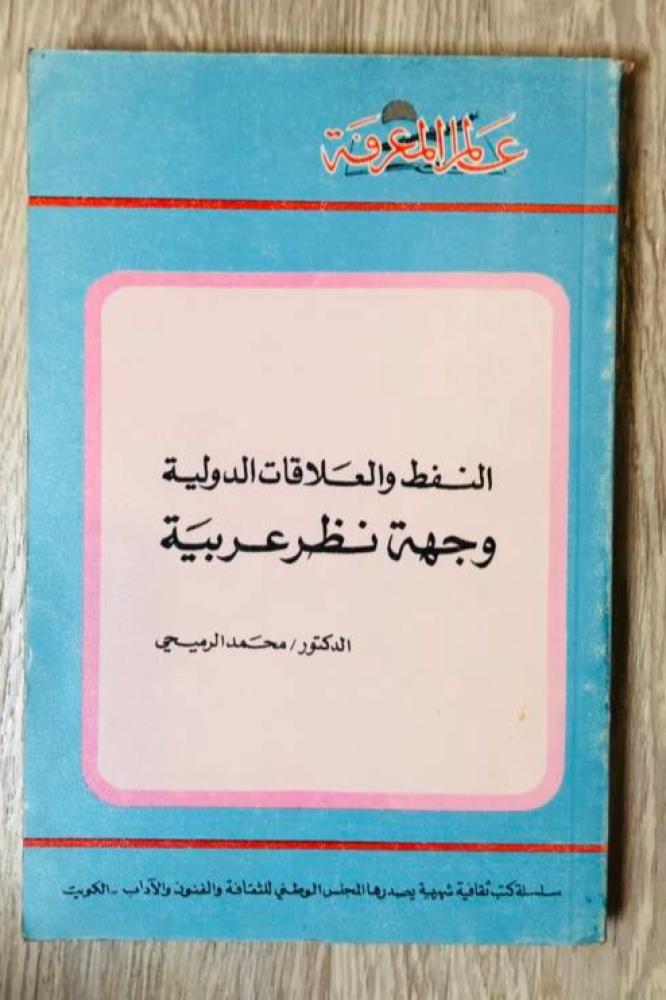 عالم المعرفة
النفط والعلاقات الدولية
وجهة نظر عربية
الدكتور/محمد الرميحي
سلسلة كتب ثقافية شهرية يصدرها المجلس الوطني للثقافة والفنون والآداب - الكويت